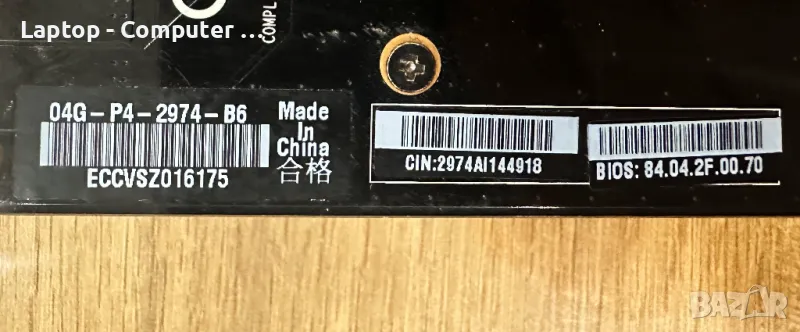 Laptop - Computer ...
COMPL
04G-P4-2974-B6
ECCVSZ016175
Made
In
China
合格
CIN:2974AI144918
BIOS: 84.04.2F.00.70
BAZAR